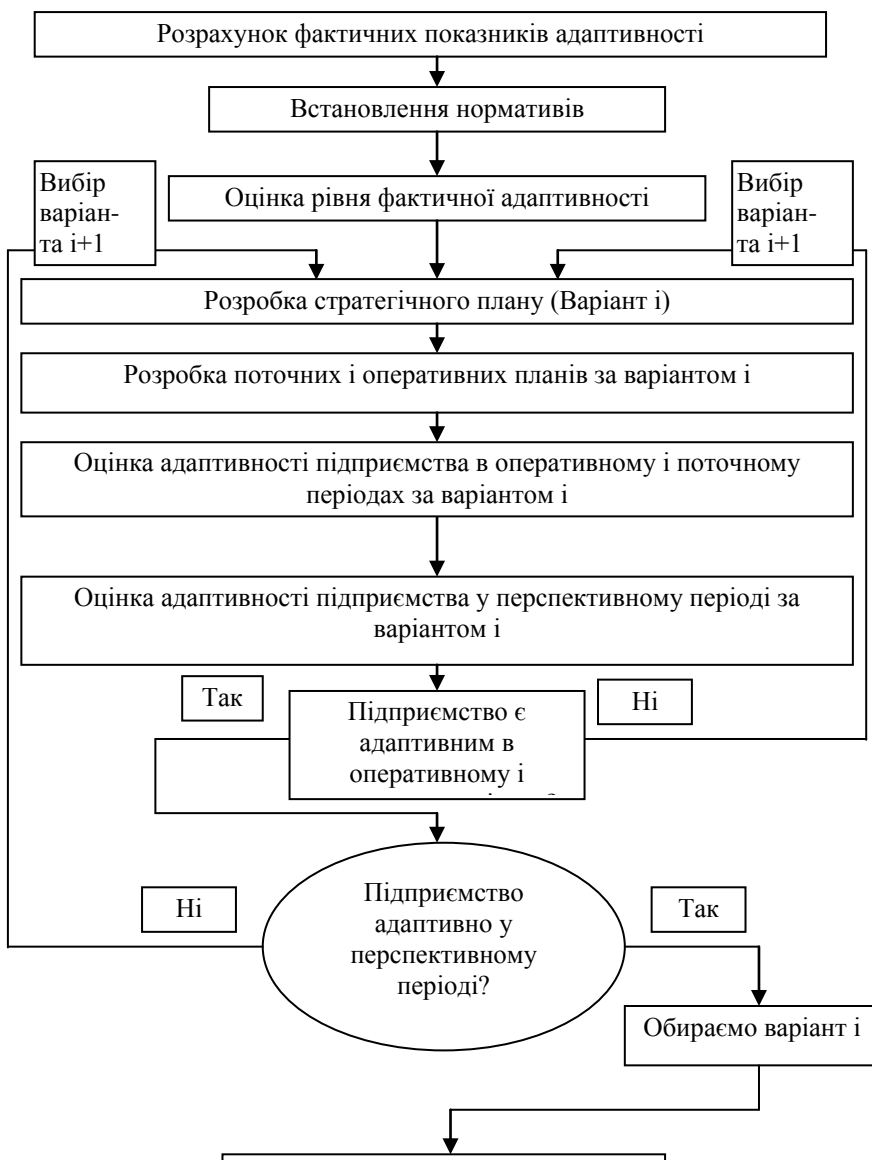 Розрахунок фактичних показників адаптивності
Встановлення нормативів
Вибір
варіан-
та і+1
Оцінка рівня фактичної адаптивності
Вибір
варіан-
та і+1
Розробка стратегічного плану (Варіант і)
Розробка поточних і оперативних планів за варіантом і
Оцінка адаптивності підприємства в оперативному і поточному
періодах за варіантом і
Оцінка адаптивності підприємства у перспективному періоді за
варіантом і
Так
Підприємство є
адаптивним в
оперативному і
Ні
Ні
Підприємство
адаптивно у
перспективному
періоді?
Так
Обираємо варіант і